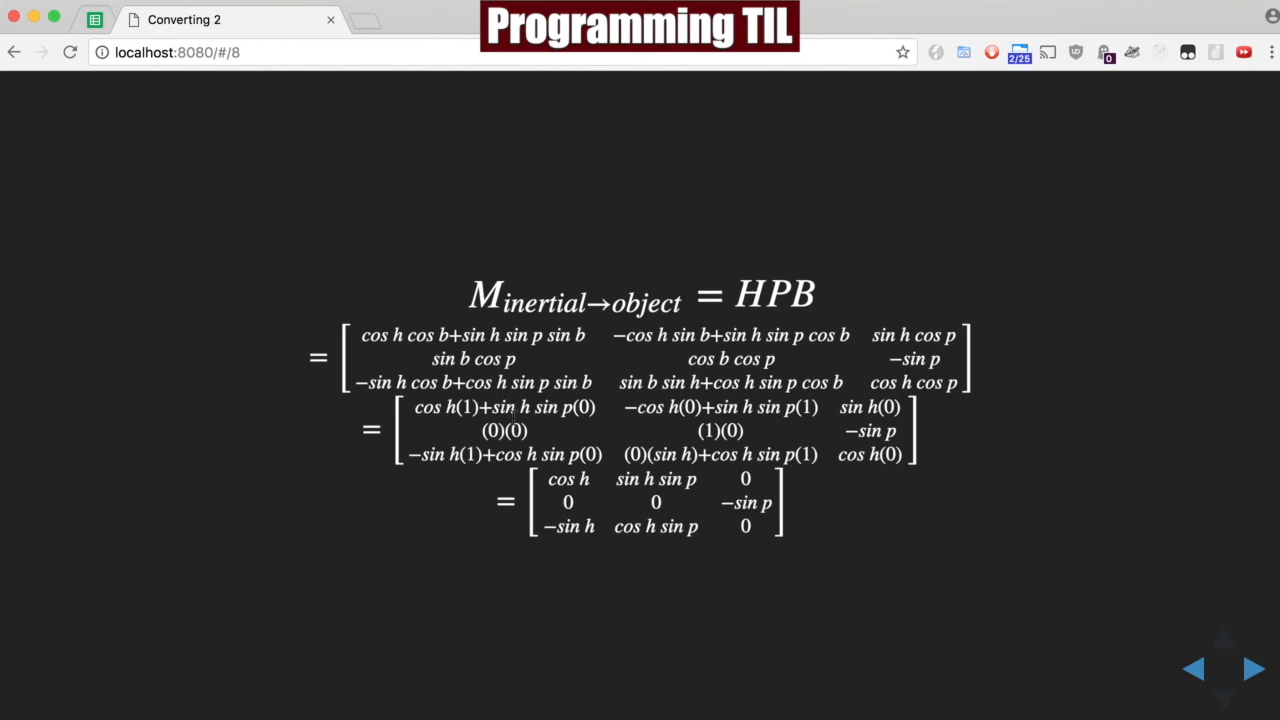 Programming TIL
Converting 2
localhost:8080/#/8
2/25
0
M inertial→object = HPB
= [ cos h cos b+sin h sin p sin b −cos h sin b+sin h sin p cos b sin h cos p
sin b cos p cos b cos p −sin p
−sin h cos b+cos h sin p sin b sin b sin h+cos h sin p cos b cos h cos p ]
= [ cos h(1)+sin h sin p(0) −cos h(0)+sin h sin p(1) sin h(0)
(0)(0) (1)(0) −sin p
−sin h(1)+cos h sin p(0) (0)(sin h)+cos h sin p(1) cos h(0) ]
= [ cos h sin h sin p 0
0 0 −sin p
−sin h cos h sin p 0 ]